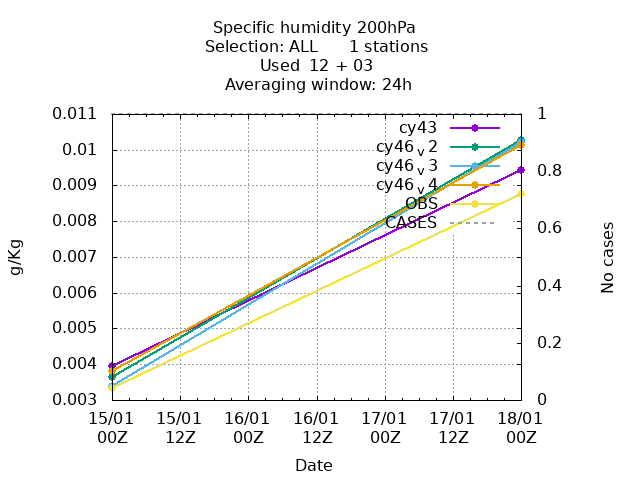 Specific humidity 200hPa
Selection: ALL 1 stations
Used 12 + 03
Averaging window: 24h
0.011
0.01
0.009
0.008
0.007
0.006
0.005
0.004
0.003
g/Kg
cy43
cy46v2
cy46v3
cy46v4
OBS
CASES
1
0.8
0.6
0.4
0.2
0
No cases
15/01 15/01 16/01 16/01 17/01 17/01 18/01
00Z 12Z 00Z 12Z 00Z 12Z 00Z
Date